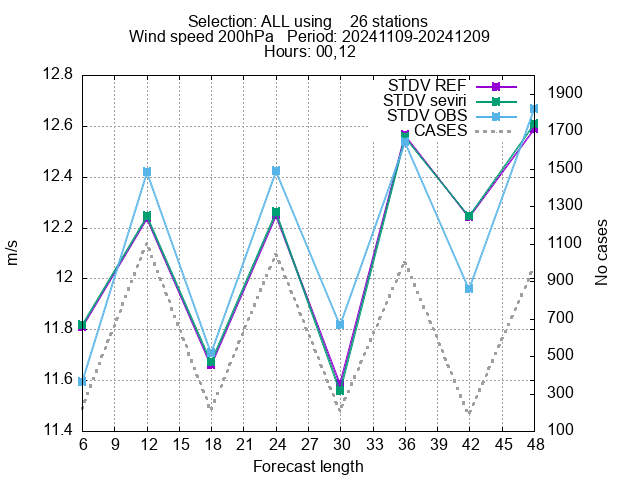 Selection: ALL using    26 stations
Wind speed 200hPa   Period: 20241109-20241209
Hours: 00,12
STDV REF
STDV seviri
STDV OBS
CASES
12.8
12.6
12.4
12.2
12
11.8
11.6
11.4
m/s
1900
1700
1500
1300
1100
900
700
500
300
100
No cases
6 9 12 15 18 21 24 27 30 33 36 39 42 45 48
Forecast length